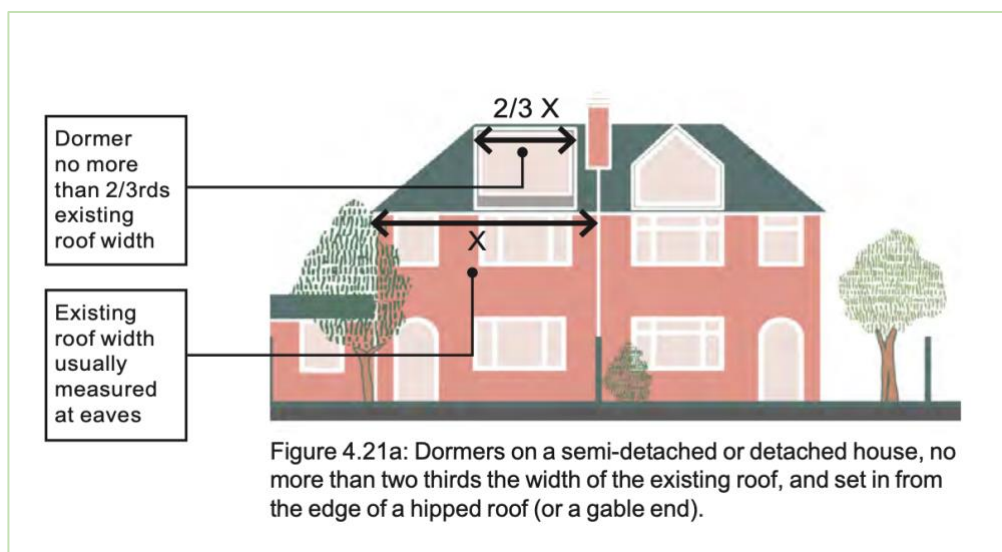 2/3 X
Dormer
no more
than 2/3rds
existing
roof width
X
Existing
roof width
usually
measured
at eaves
Figure 4.21a: Dormers on a semi-detached or detached house, no
more than two thirds the width of the existing roof, and set in from
the edge of a hipped roof (or a gable end).